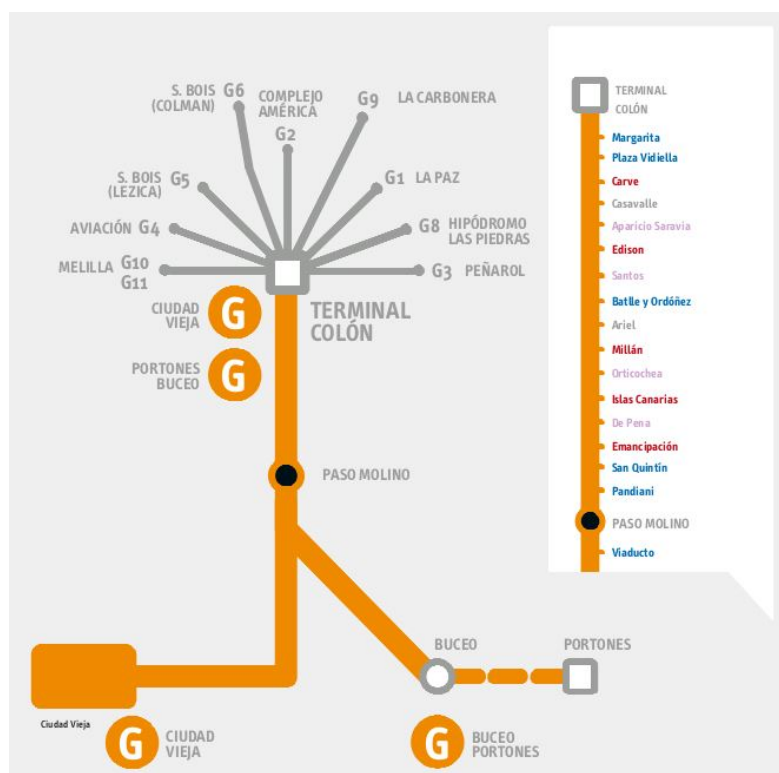 S. BOIS G6
(COLMAN)
COMPLEJO
AMÉRICA
G2
G9 LA CARBONERA
S. BOIS G5
(LEZICA)
G1 LA PAZ
AVIACIÓN G4
G8 HIPÓDROMO
LAS PIEDRAS
MELILLA G10
G11
G3 PEÑAROL
CIUDAD
VIEJA
G
TERMINAL
COLÓN
PORTONES
BUCEO
G
PASO MOLINO
BUCEO
PORTONES
Ciudad Vieja
G
CIUDAD
VIEJA
G
BUCEO
PORTONES
TERMINAL
COLÓN
Margarita
Plaza Vidiella
Carve
Casavalle
Aparicio Saravia
Edison
Santos
Batlle y Ordóñez
Ariel
Millán
Orticochea
Islas Canarias
De Pena
Emancipación
San Quintín
Pandiani
PASO MOLINO
Viaducto